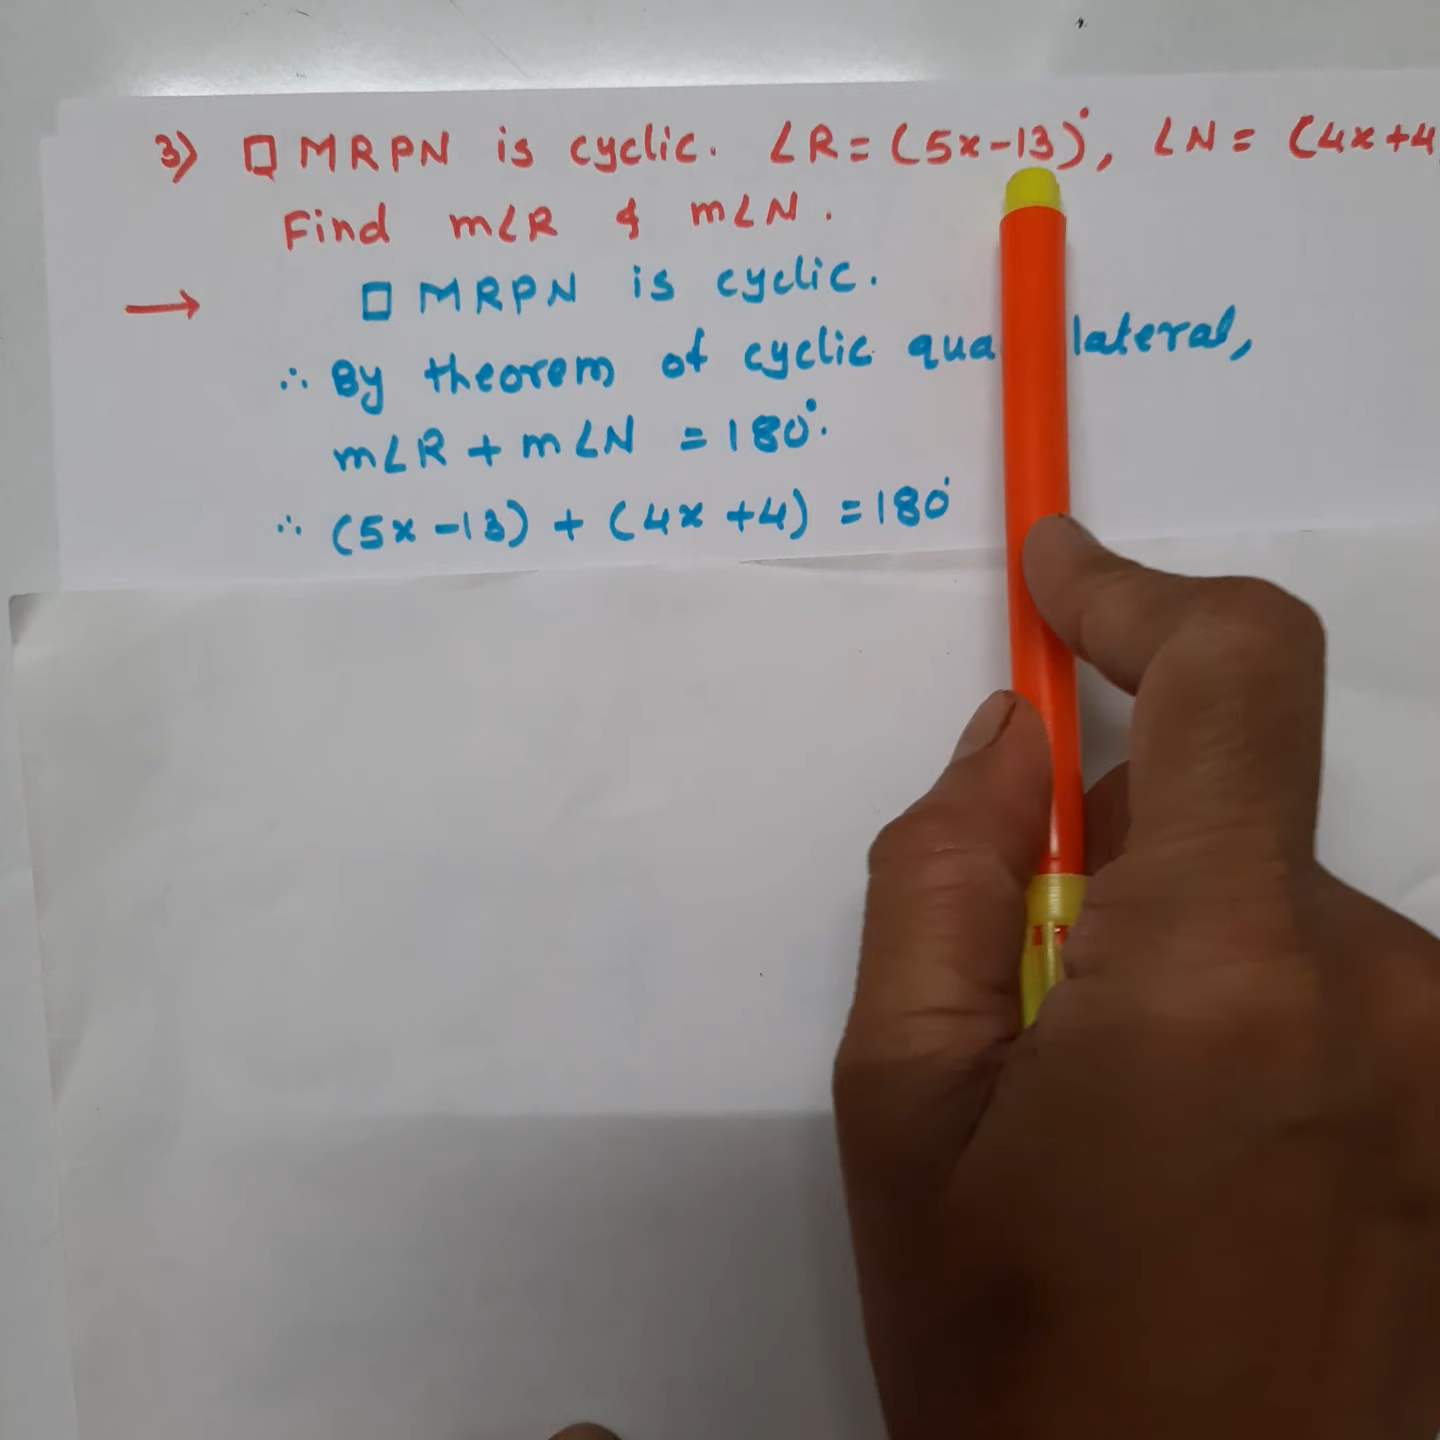 3) □ MRPN is cyclic. ∠R = (5x-13)°, ∠N = (4x+4
Find m∠R & m∠N.
→ □ MRPN is cyclic.
∴ By theorem of cyclic qua lateral,
m∠R + m∠N = 180°.
∴ (5x-13) + (4x+4) = 180°